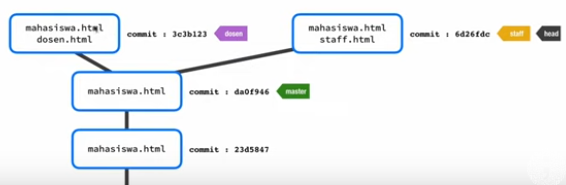 mahasiswa.html
dosen.html
commit : 3c3b123
dosen
mahasiswa.html
staff.html
commit : 6d26fdc
staff
head
mahasiswa.html
commit : da0f946
master
mahasiswa.html
commit : 23d5847